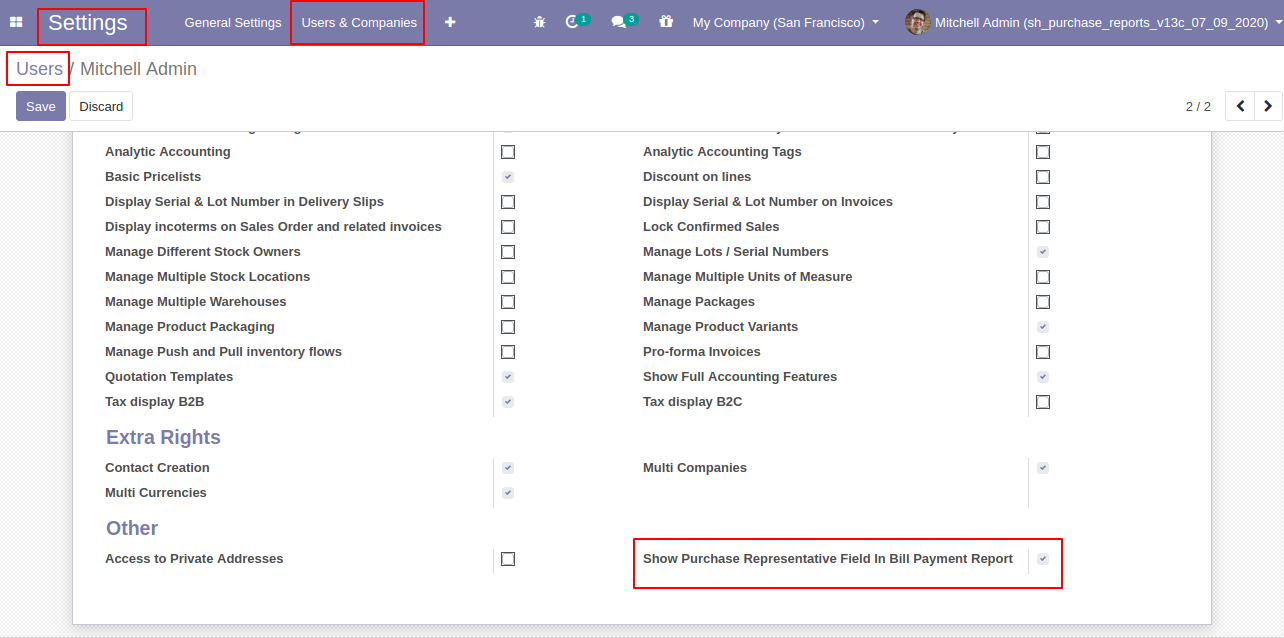 Settings General Settings Users & Companies 1 3 My Company (San Francisco) Mitchell Admin (sh_purchase_reports_v13c_07_09_2020)
Users / Mitchell Admin
Save Discard 2 / 2
Analytic Accounting Analytic Accounting Tags
Basic Pricelists Discount on lines
Display Serial & Lot Number in Delivery Slips Display Serial & Lot Number on Invoices
Display incoterms on Sales Order and related invoices Lock Confirmed Sales
Manage Different Stock Owners Manage Lots / Serial Numbers
Manage Multiple Stock Locations Manage Multiple Units of Measure
Manage Multiple Warehouses Manage Packages
Manage Product Packaging Manage Product Variants
Manage Push and Pull inventory flows Pro-forma Invoices
Quotation Templates Show Full Accounting Features
Tax display B2B Tax display B2C
Extra Rights
Contact Creation Multi Companies
Multi Currencies
Other
Access to Private Addresses Show Purchase Representative Field In Bill Payment Report